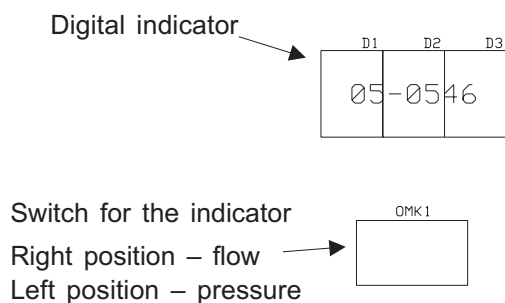 Digital indicator
D1 D2 D3
05-0546
Switch for the indicator
OMK1
Right position – flow
Left position – pressure